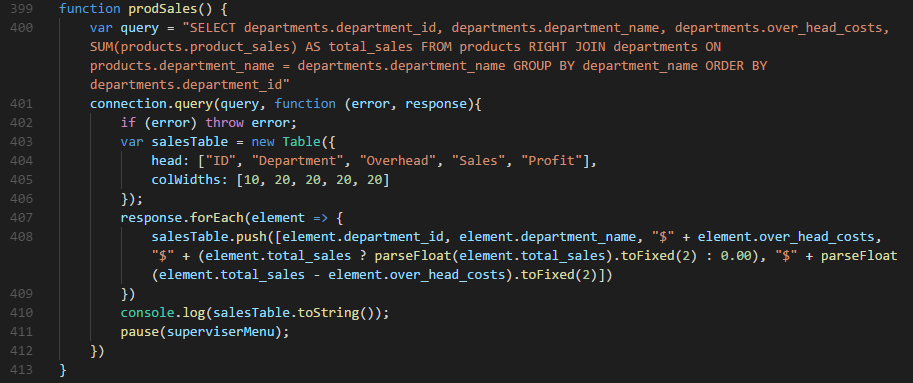 399 function prodSales() {
400 var query = "SELECT departments.department_id, departments.department_name, departments.over_head_costs,
SUM(products.product_sales) AS total_sales FROM products RIGHT JOIN departments ON
products.department_name = departments.department_name GROUP BY department_name ORDER BY
departments.department_id"
401 connection.query(query, function (error, response){
402 if (error) throw error;
403 var salesTable = new Table({
404 head: ["ID", "Department", "Overhead", "Sales", "Profit"],
405 colWidths: [10, 20, 20, 20, 20]
406 });
407 response.forEach(element => {
408 salesTable.push([element.department_id, element.department_name, "$" + element.over_head_costs,
"$" + (element.total_sales ? parseFloat(element.total_sales).toFixed(2) : 0.00), "$" + parseFloat
(element.total_sales - element.over_head_costs).toFixed(2)])
409 })
410 console.log(salesTable.toString());
411 pause(superviserMenu);
412 })
413 }